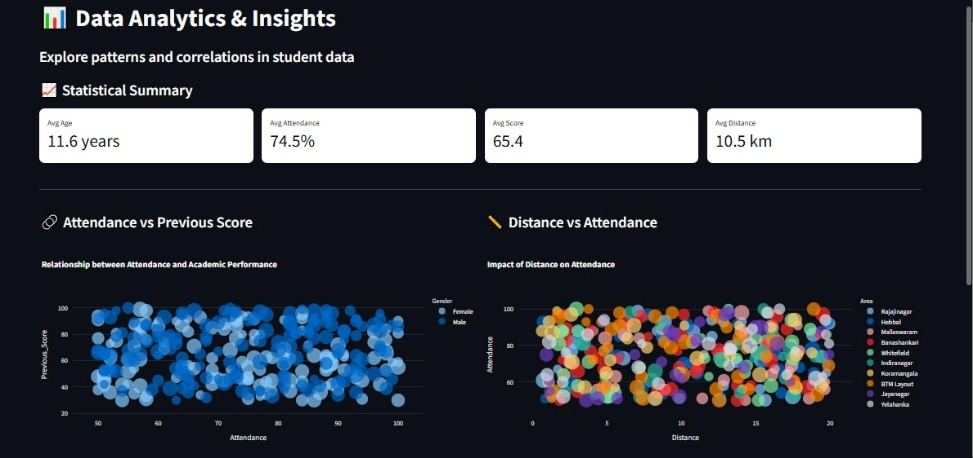 Data Analytics & Insights
Explore patterns and correlations in student data
Statistical Summary
Avg Age
11.6 years
Avg Attendance
74.5%
Avg Score
65.4
Avg Distance
10.5 km
Attendance vs Previous Score
Relationship between Attendance and Academic Performance
Gender
Female
Male
Previous_Score
100
80
60
40
20
50
60
70
80
90
100
Attendance
Distance vs Attendance
Impact of Distance on Attendance
Area
Rajajinagar
Hebbal
Malleswaram
Banashankari
Whitefield
Indiranagar
Koramangala
BTM Layout
Jayanagar
Yelahanka
Attendance
100
80
60
0
5
10
15
20
Distance